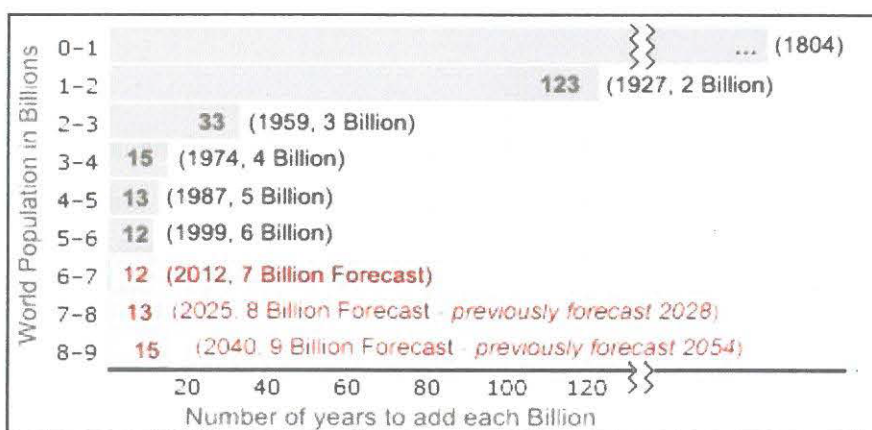 World Population in Billions
0-1 ... (1804)
1-2 123 (1927, 2 Billion)
2-3 33 (1959, 3 Billion)
3-4 15 (1974, 4 Billion)
4-5 13 (1987, 5 Billion)
5-6 12 (1999, 6 Billion)
6-7 12 (2012, 7 Billion Forecast)
7-8 13 (2025, 8 Billion Forecast - previously forecast 2028)
8-9 15 (2040, 9 Billion Forecast - previously forecast 2054)
20 40 60 80 100 120
Number of years to add each Billion